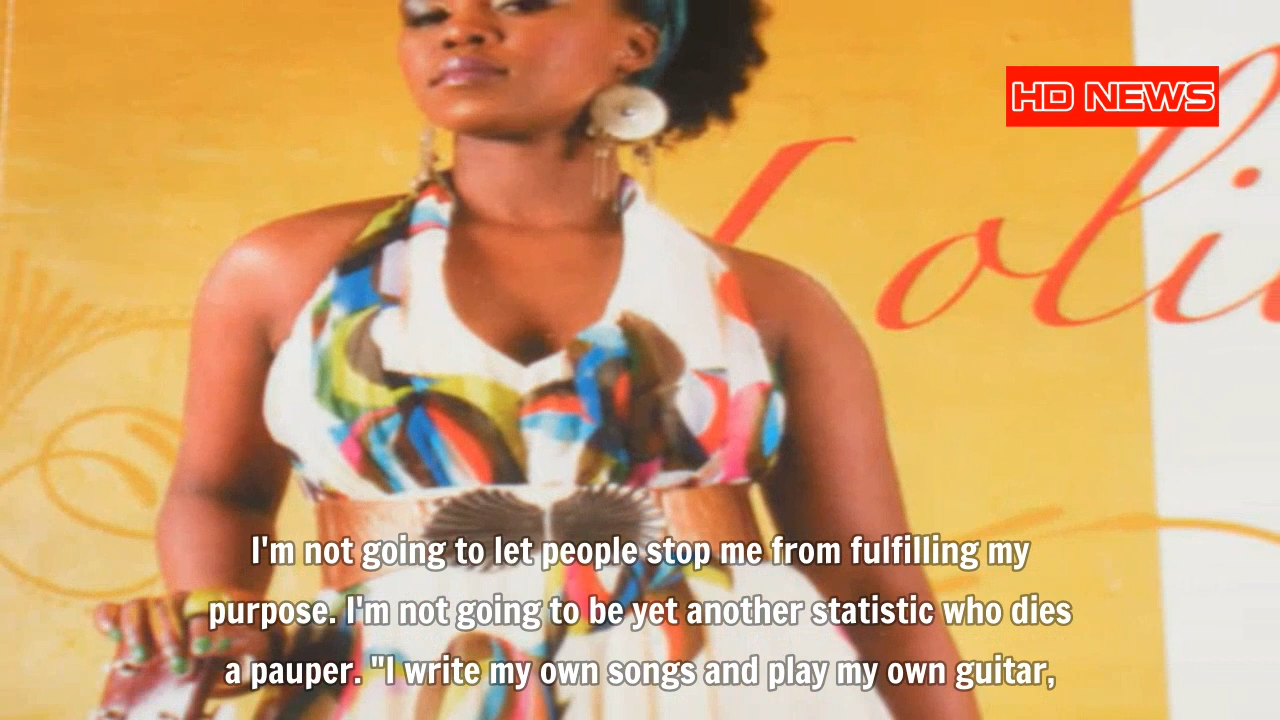 HD NEWS
Loli
I'm not going to let people stop me from fulfilling my
purpose. I'm not going to be yet another statistic who dies
a pauper. "I write my own songs and play my own guitar,